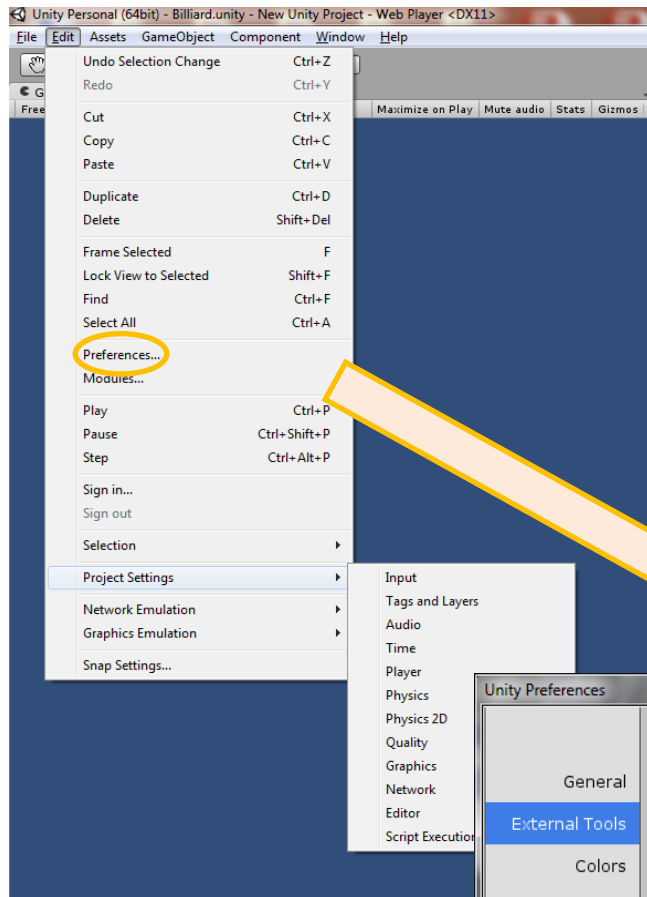 Unity Personal (64bit) - Billiard.unity - New Unity Project - Web Player <DX11>
File Edit Assets GameObject Component Window Help
G
Free
Maximize on Play Mute audio Stats Gizmos
Undo Selection Change Ctrl+Z
Redo Ctrl+Y
Cut Ctrl+X
Copy Ctrl+C
Paste Ctrl+V
Duplicate Ctrl+D
Delete Shift+Del
Frame Selected F
Lock View to Selected Shift+F
Find Ctrl+F
Select All Ctrl+A
Preferences...
Modules...
Play Ctrl+P
Pause Ctrl+Shift+P
Step Ctrl+Alt+P
Sign in...
Sign out
Selection
Project Settings
Network Emulation
Graphics Emulation
Snap Settings...
Input
Tags and Layers
Audio
Time
Player
Physics
Physics 2D
Quality
Graphics
Network
Editor
Script Execution
Unity Preferences
General
External Tools
Colors